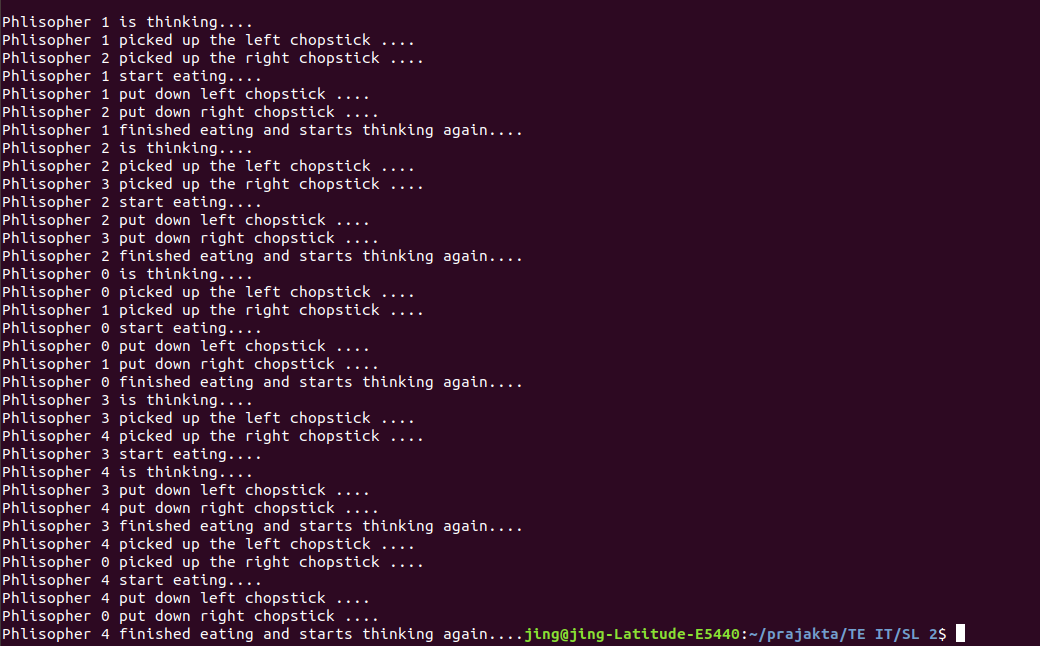 Phlisopher 1 is thinking....
Phlisopher 1 picked up the left chopstick ....
Phlisopher 2 picked up the right chopstick ....
Phlisopher 1 start eating....
Phlisopher 1 put down left chopstick ....
Phlisopher 2 put down right chopstick ....
Phlisopher 1 finished eating and starts thinking again....
Phlisopher 2 is thinking....
Phlisopher 2 picked up the left chopstick ....
Phlisopher 3 picked up the right chopstick ....
Phlisopher 2 start eating....
Phlisopher 2 put down left chopstick ....
Phlisopher 3 put down right chopstick ....
Phlisopher 2 finished eating and starts thinking again....
Phlisopher 0 is thinking....
Phlisopher 0 picked up the left chopstick ....
Phlisopher 1 picked up the right chopstick ....
Phlisopher 0 start eating....
Phlisopher 0 put down left chopstick ....
Phlisopher 1 put down right chopstick ....
Phlisopher 0 finished eating and starts thinking again....
Phlisopher 3 is thinking....
Phlisopher 3 picked up the left chopstick ....
Phlisopher 4 picked up the right chopstick ....
Phlisopher 3 start eating....
Phlisopher 4 is thinking....
Phlisopher 3 put down left chopstick ....
Phlisopher 4 put down right chopstick ....
Phlisopher 3 finished eating and starts thinking again....
Phlisopher 4 picked up the left chopstick ....
Phlisopher 0 picked up the right chopstick ....
Phlisopher 4 start eating....
Phlisopher 4 put down left chopstick ....
Phlisopher 0 put down right chopstick ....
Phlisopher 4 finished eating and starts thinking again....jing@jing-Latitude-E5440:~/prajakta/TE IT/SL 2$